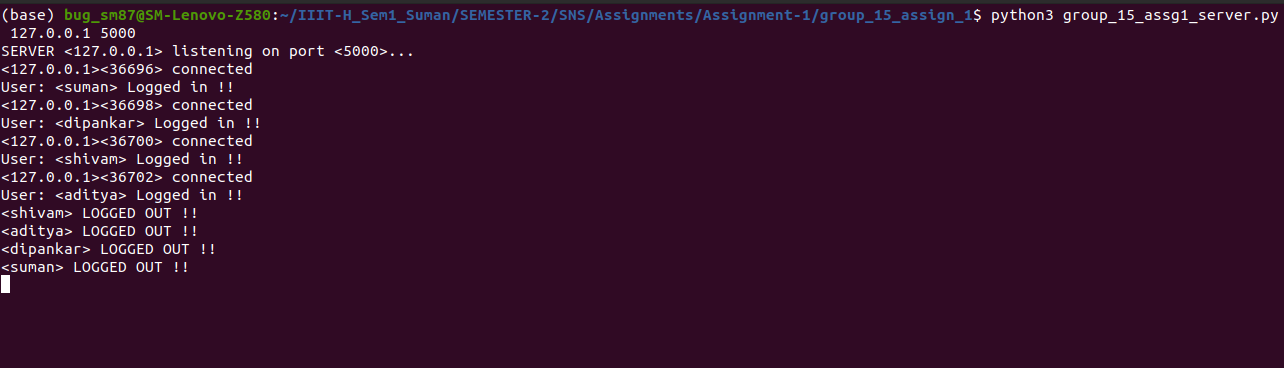 (base) bug_sm87@SM-Lenovo-Z580:~/IIIT-H_Sem1_Suman/SEMESTER-2/SNS/Assignments/Assignment-1/group_15_assign_1$ python3 group_15_assg1_server.py
127.0.0.1 5000
SERVER <127.0.0.1> listening on port <5000>...
<127.0.0.1><36696> connected
User: <suman> Logged in !!
<127.0.0.1><36698> connected
User: <dipankar> Logged in !!
<127.0.0.1><36700> connected
User: <shivam> Logged in !!
<127.0.0.1><36702> connected
User: <aditya> Logged in !!
<shivam> LOGGED OUT !!
<aditya> LOGGED OUT !!
<dipankar> LOGGED OUT !!
<suman> LOGGED OUT !!